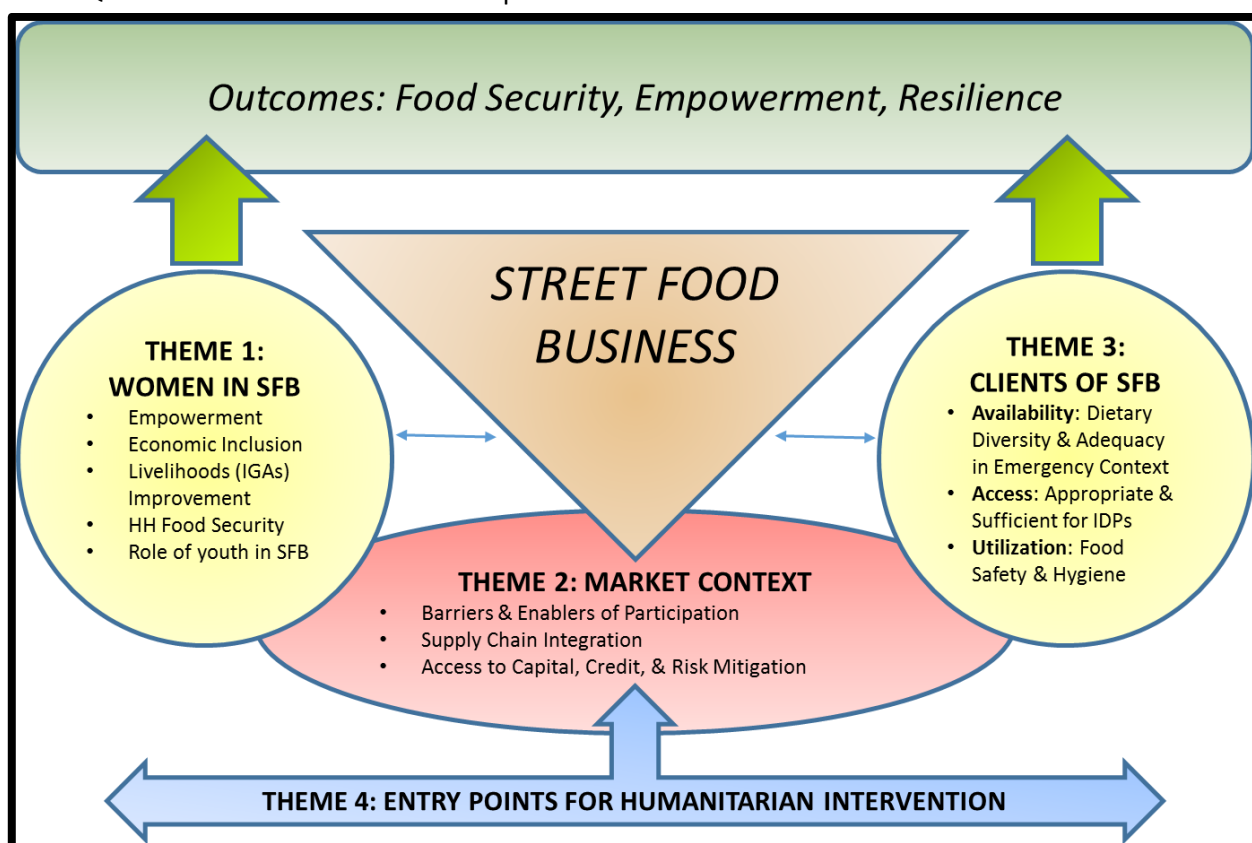 Outcomes: Food Security, Empowerment, Resilience
STREET FOOD
BUSINESS
THEME 1:
WOMEN IN SFB
• Empowerment
• Economic Inclusion
• Livelihoods (IGAs)
Improvement
• HH Food Security
• Role of youth in SFB
THEME 3:
CLIENTS OF SFB
• Availability: Dietary
Diversity & Adequacy
in Emergency Context
• Access: Appropriate &
Sufficient for IDPs
• Utilization: Food
Safety & Hygiene
THEME 2: MARKET CONTEXT
• Barriers & Enablers of Participation
• Supply Chain Integration
• Access to Capital, Credit, & Risk Mitigation
THEME 4: ENTRY POINTS FOR HUMANITARIAN INTERVENTION